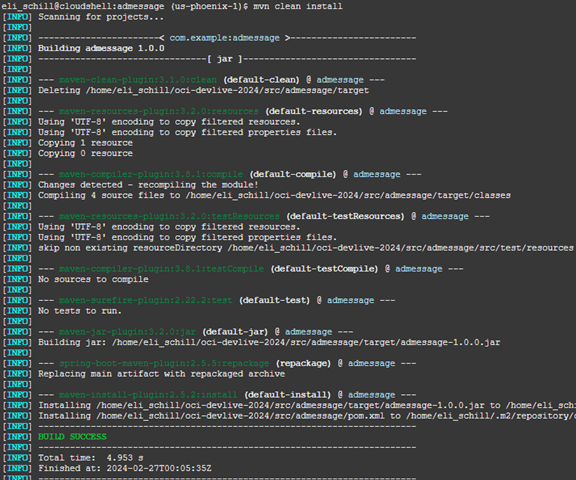 eli_schill@cloudshell:admessage (us-phoenix-1)$ mvn clean install
[INFO] Scanning for projects...
[INFO]
[INFO] -----------------------< com.example:admessage >------------------------
[INFO] Building admessage 1.0.0
[INFO] --------------------------------[ jar ]---------------------------------
[INFO]
[INFO] --- maven-clean-plugin:3.1.0:clean (default-clean) @ admessage ---
[INFO] Deleting /home/eli_schill/oci-devlive-2024/src/admessage/target
[INFO]
[INFO] --- maven-resources-plugin:3.2.0:resources (default-resources) @ admessage ---
[INFO] Using 'UTF-8' encoding to copy filtered resources.
[INFO] Using 'UTF-8' encoding to copy filtered properties files.
[INFO] Copying 1 resource
[INFO] Copying 0 resource
[INFO]
[INFO] --- maven-compiler-plugin:3.8.1:compile (default-compile) @ admessage ---
[INFO] Changes detected - recompiling the module!
[INFO] Compiling 4 source files to /home/eli_schill/oci-devlive-2024/src/admessage/target/classes
[INFO]
[INFO] --- maven-resources-plugin:3.2.0:testResources (default-testResources) @ admessage ---
[INFO] Using 'UTF-8' encoding to copy filtered resources.
[INFO] Using 'UTF-8' encoding to copy filtered properties files.
[INFO] skip non existing resourceDirectory /home/eli_schill/oci-devlive-2024/src/admessage/src/test/resources
[INFO]
[INFO] --- maven-compiler-plugin:3.8.1:testCompile (default-testCompile) @ admessage ---
[INFO] No sources to compile
[INFO]
[INFO] --- maven-surefire-plugin:2.22.2:test (default-test) @ admessage ---
[INFO] No tests to run.
[INFO]
[INFO] --- maven-jar-plugin:3.2.0:jar (default-jar) @ admessage ---
[INFO] Building jar: /home/eli_schill/oci-devlive-2024/src/admessage/target/admessage-1.0.0.jar
[INFO]
[INFO] --- spring-boot-maven-plugin:2.5.5:repackage (repackage) @ admessage ---
[INFO] Replacing main artifact with repackaged archive
[INFO]
[INFO] --- maven-install-plugin:2.5.2:install (default-install) @ admessage ---
[INFO] Installing /home/eli_schill/oci-devlive-2024/src/admessage/target/admessage-1.0.0.jar to /home/eli_sc
[INFO] Installing /home/eli_schill/oci-devlive-2024/src/admessage/pom.xml to /home/eli_schill/.m2/repository/
[INFO] ------------------------------------------------------------------------
[INFO] BUILD SUCCESS
[INFO] ------------------------------------------------------------------------
[INFO] Total time:  4.953 s
[INFO] Finished at: 2024-02-27T00:05:35Z
[INFO] ------------------------------------------------------------------------